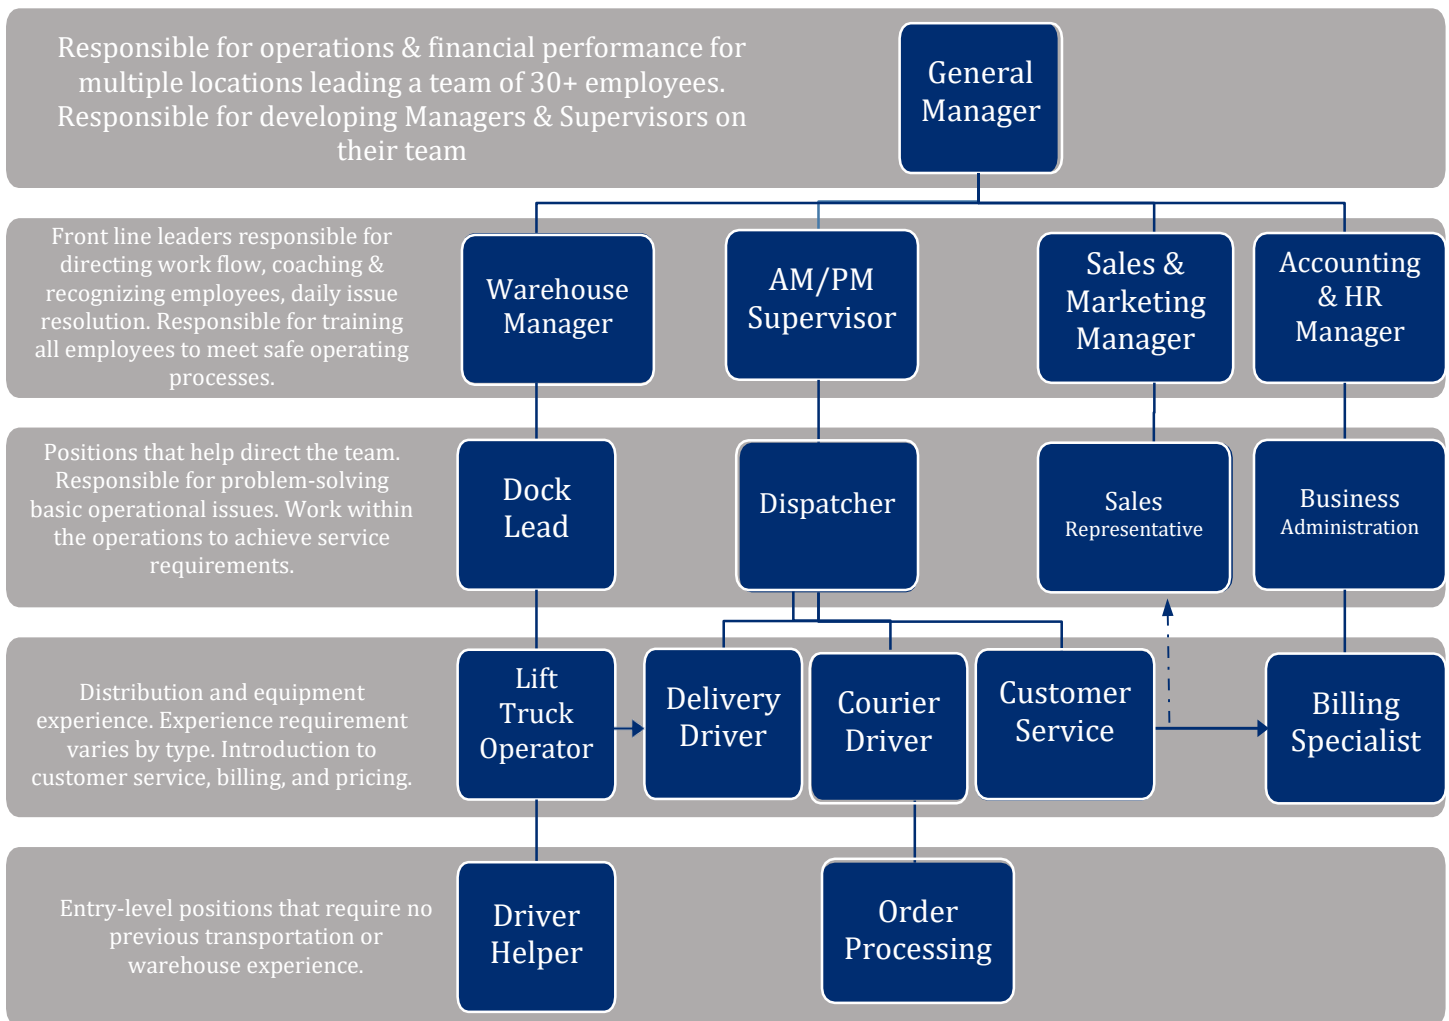 Responsible for operations & financial performance for
multiple locations leading a team of 30+ employees.
Responsible for developing Managers & Supervisors on
their team
General
Manager
Front line leaders responsible for
directing work flow, coaching &
recognizing employees, daily issue
resolution. Responsible for training
all employees to meet safe operating
processes.
Warehouse
Manager
AM/PM
Supervisor
Sales &
Marketing
Manager
Accounting
& HR
Manager
Positions that help direct the team.
Responsible for problem-solving
basic operational issues. Work within
the operations to achieve service
requirements.
Dock
Lead
Dispatcher
Sales
Representative
Business
Administration
Distribution and equipment
experience. Experience requirement
varies by type. Introduction to
customer service, billing, and pricing.
Lift
Truck
Operator
Delivery
Driver
Courier
Driver
Customer
Service
Billing
Specialist
Entry-level positions that require no
previous transportation or
warehouse experience.
Driver
Helper
Order
Processing